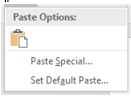 Paste Options:
Paste Special...
Set Default Paste...